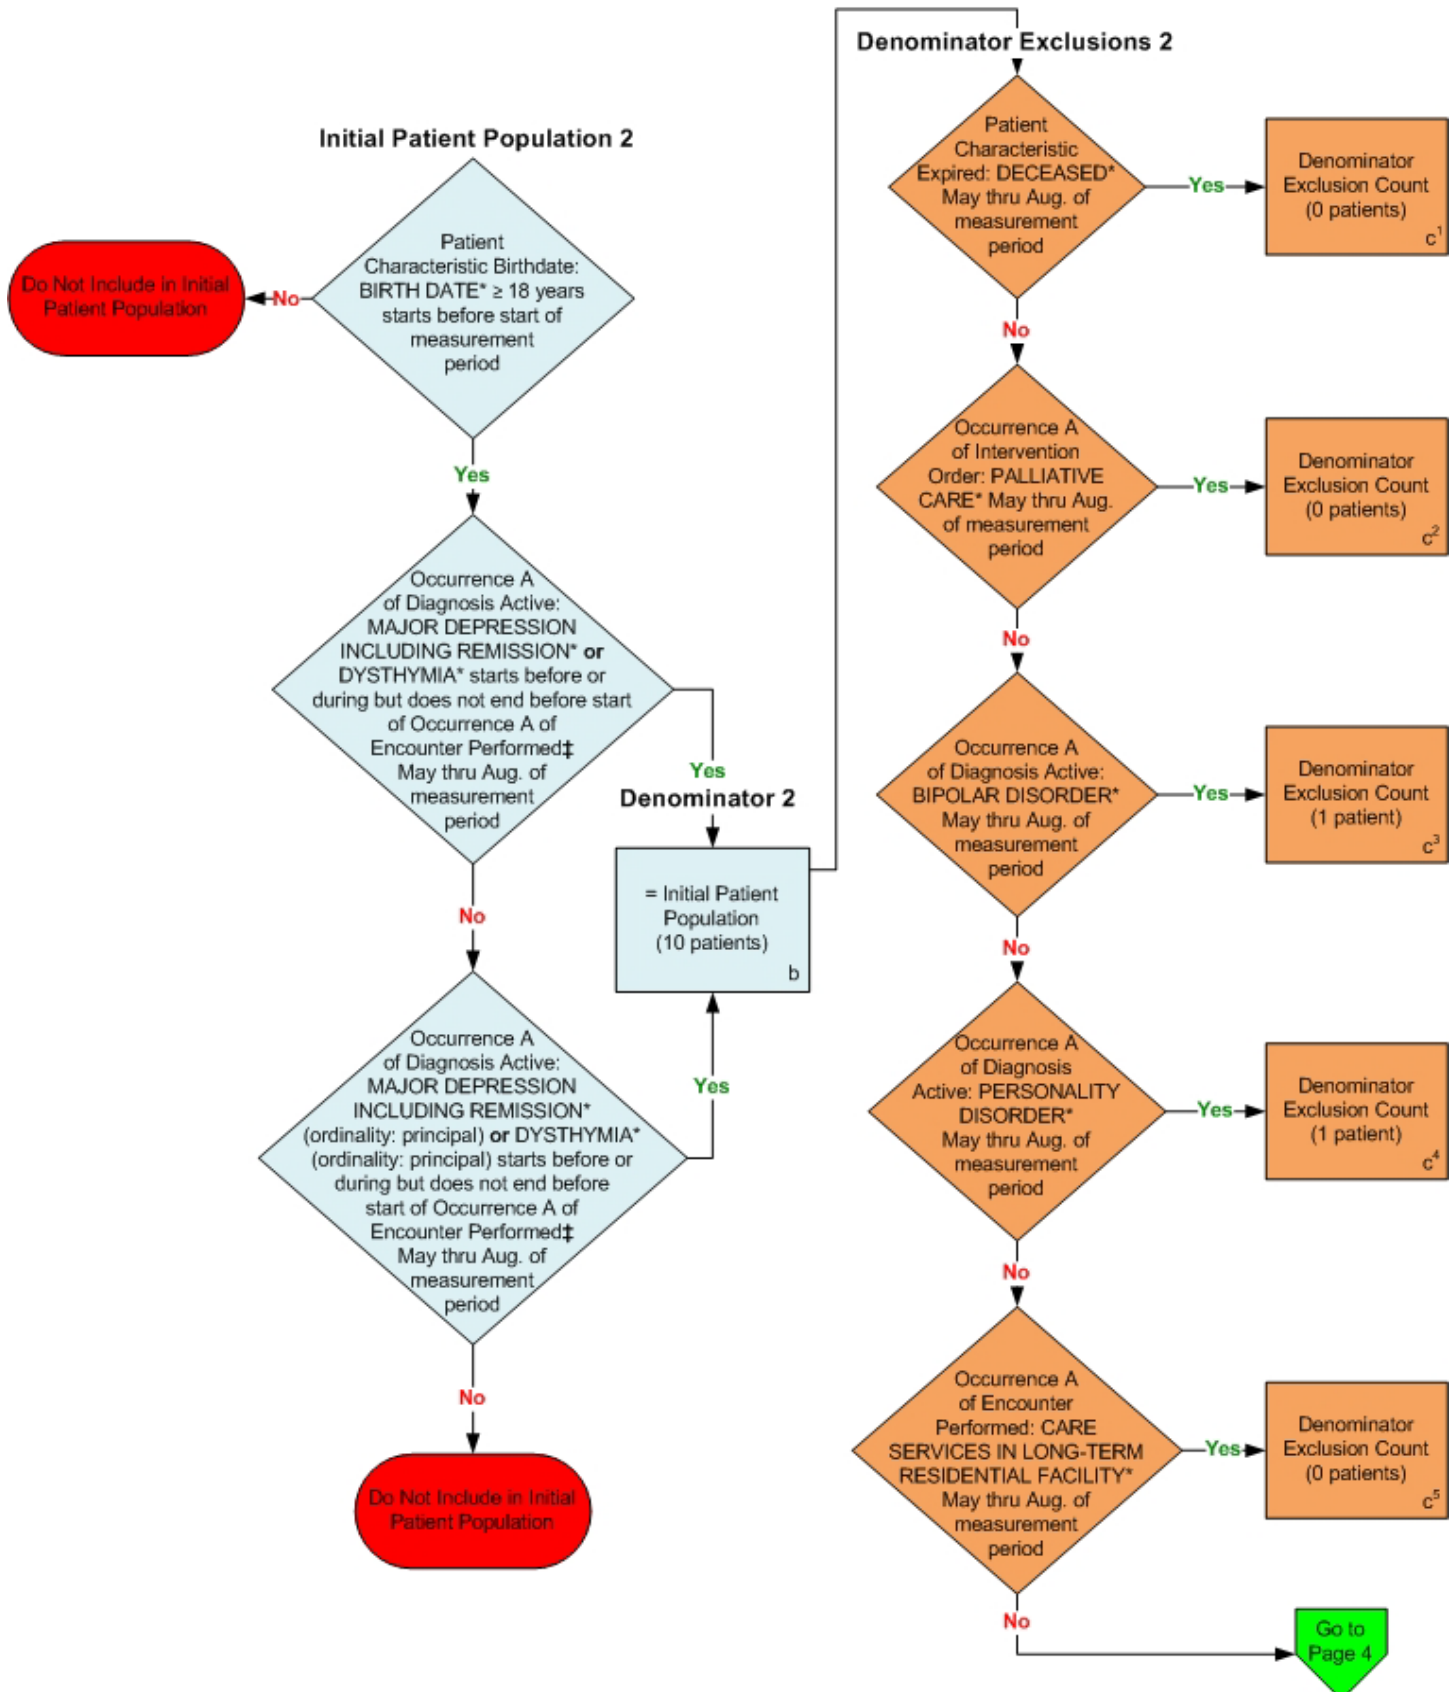 Initial Patient Population 2
Patient
Characteristic Birthdate:
BIRTH DATE* ≥ 18 years
starts before start of
measurement
period
No
Do Not Include in Initial
Patient Population
Yes
Occurrence A
of Diagnosis Active:
MAJOR DEPRESSION
INCLUDING REMISSION* or
DYSTHYMIA* starts before or
during but does not end before start
of Occurrence A of
Encounter Performed‡
May thru Aug. of
measurement
period
Yes
No
Occurrence A
of Diagnosis Active:
MAJOR DEPRESSION
INCLUDING REMISSION*
(ordinality: principal) or DYSTHYMIA*
(ordinality: principal) starts before or
during but does not end before
start of Occurrence A of
Encounter Performed‡
May thru Aug. of
measurement
period
Yes
No
Do Not Include in Initial
Patient Population
Denominator 2
= Initial Patient
Population
(10 patients)
b
Denominator Exclusions 2
Patient
Characteristic
Expired: DECEASED*
May thru Aug. of
measurement
period
Yes
Denominator
Exclusion Count
(0 patients)
c¹
No
Occurrence A
of Intervention
Order: PALLIATIVE
CARE* May thru Aug.
of measurement
period
Yes
Denominator
Exclusion Count
(0 patients)
c²
No
Occurrence A
of Diagnosis Active:
BIPOLAR DISORDER*
May thru Aug. of
measurement
period
Yes
Denominator
Exclusion Count
(1 patient)
c³
No
Occurrence A
of Diagnosis
Active: PERSONALITY
DISORDER*
May thru Aug. of
measurement
period
Yes
Denominator
Exclusion Count
(1 patient)
c⁴
No
Occurrence A
of Encounter
Performed: CARE
SERVICES IN LONG-TERM
RESIDENTIAL FACILITY*
May thru Aug. of
measurement
period
Yes
Denominator
Exclusion Count
(0 patients)
c⁵
No
Go to
Page 4